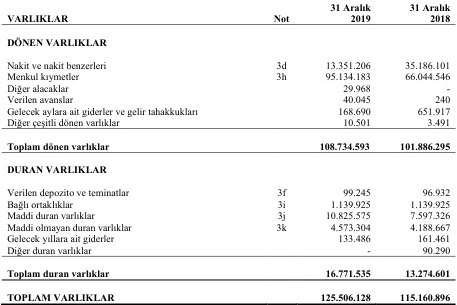 31 Aralık 31 Aralık
VARLIKLAR Not 2019 2018
DÖNEN VARLIKLAR
Nakit ve nakit benzerleri 3d 13.351.206 35.186.101
Menkul kıymetler 3h 95.134.183 66.044.546
Diğer alacaklar 29.968 -
Verilen avanslar 40.045 240
Gelecek aylara ait giderler ve gelir tahakkukları 168.690 651.917
Diğer çeşitli dönen varlıklar 10.501 3.491
Toplam dönen varlıklar 108.734.593 101.886.295
DURAN VARLIKLAR
Verilen depozito ve teminatlar 3f 99.245 96.932
Bağlı ortaklıklar 3i 1.139.925 1.139.925
Maddi duran varlıklar 3j 10.825.575 7.597.326
Maddi olmayan duran varlıklar 3k 4.573.304 4.188.667
Gelecek yıllara ait giderler 133.486 161.461
Diğer duran varlıklar - 90.290
Toplam duran varlıklar 16.771.535 13.274.601
TOPLAM VARLIKLAR 125.506.128 115.160.896